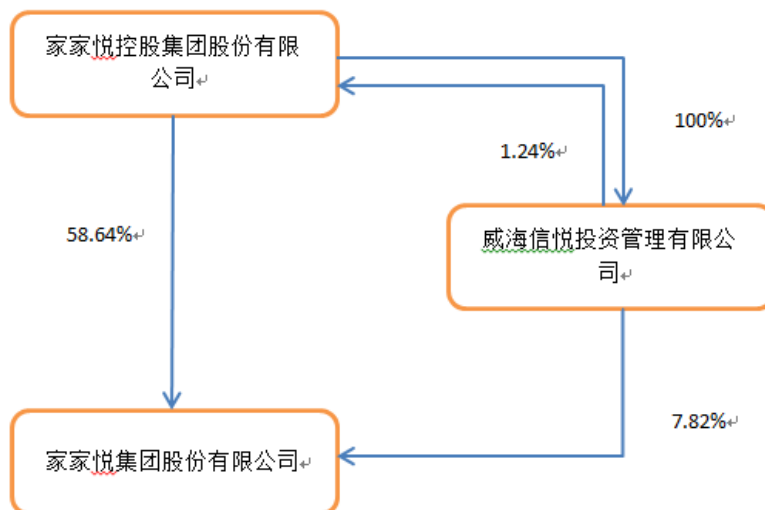 家家悦控股集团股份有限
公司↵
100%↵
1.24%↵
58.64%↵
威海信悦投资管理有限公
司↵
7.82%↵
家家悦集团股份有限公司↵